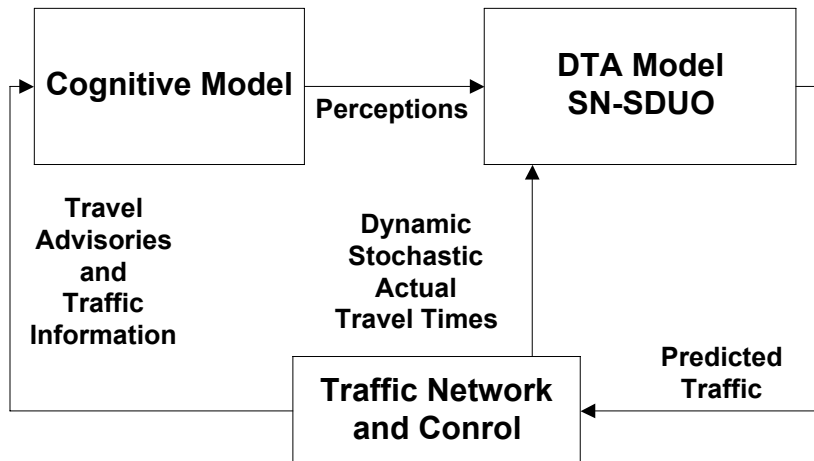 Cognitive Model
Perceptions
DTA Model
SN-SDUO
Travel
Advisories
and
Traffic
Information
Dynamic
Stochastic
Actual
Travel Times
Predicted
Traffic
Traffic Network
and Conrol